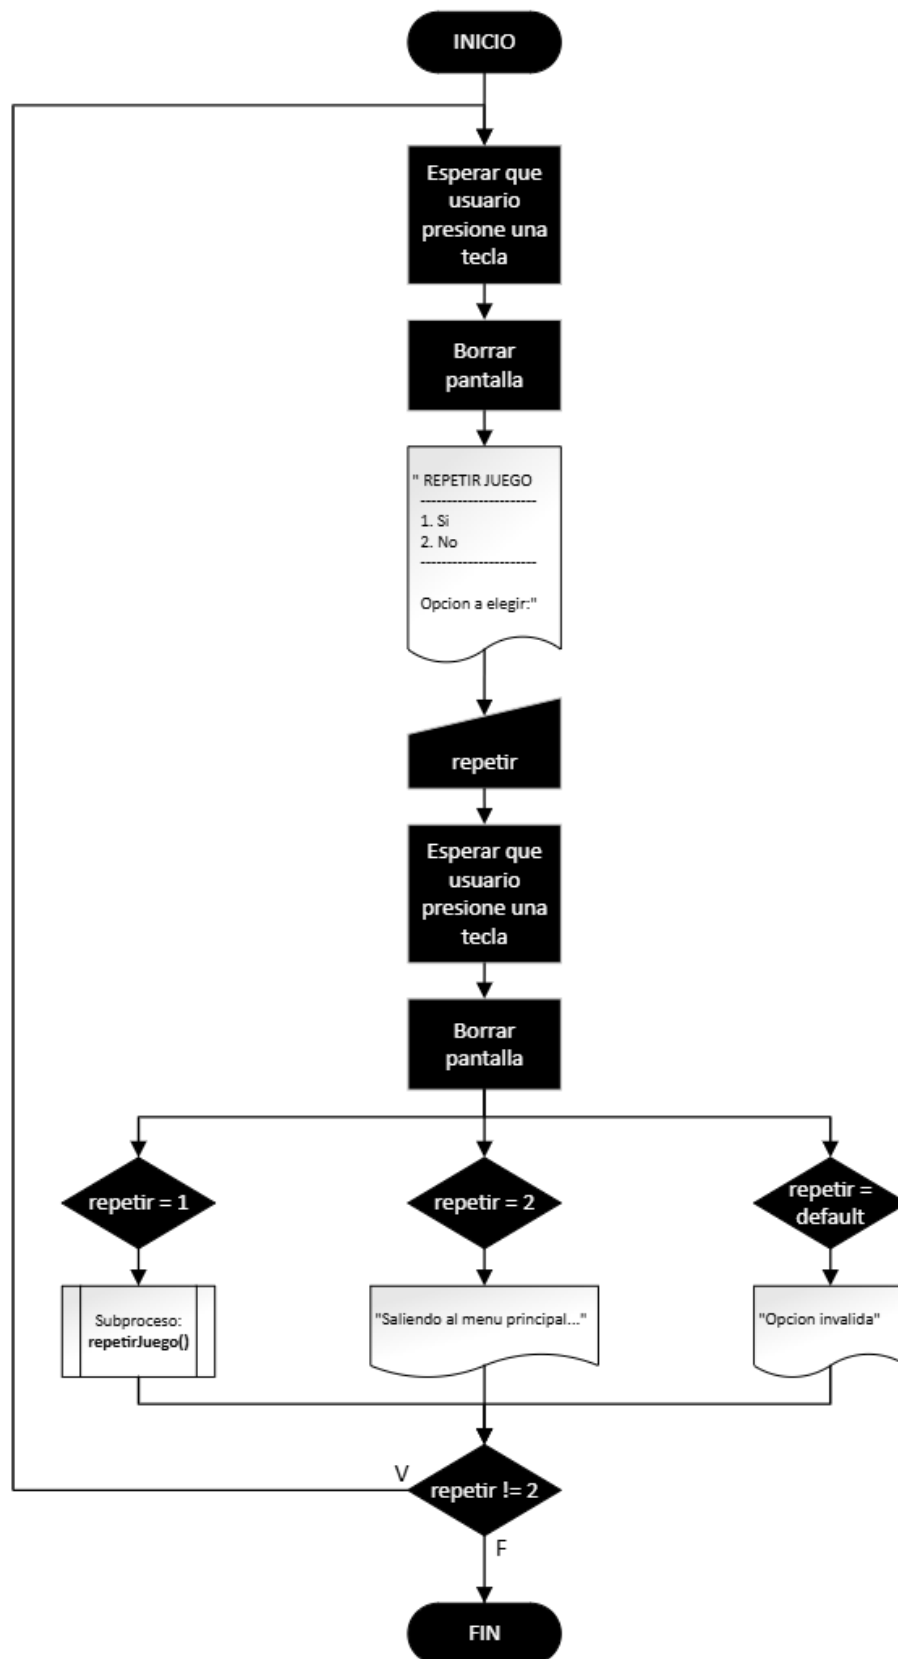 INICIO
Esperar que
usuario
presione una
tecla
Borrar
pantalla
" REPETIR JUEGO
-----------------------
1. Si
2. No
-----------------------
Opcion a elegir:"
repetir
Esperar que
usuario
presione una
tecla
Borrar
pantalla
repetir = 1
repetir = 2
repetir =
default
Subproceso:
repetirJuego()
"Saliendo al menu principal..."
"Opcion invalida"
V
repetir != 2
F
FIN